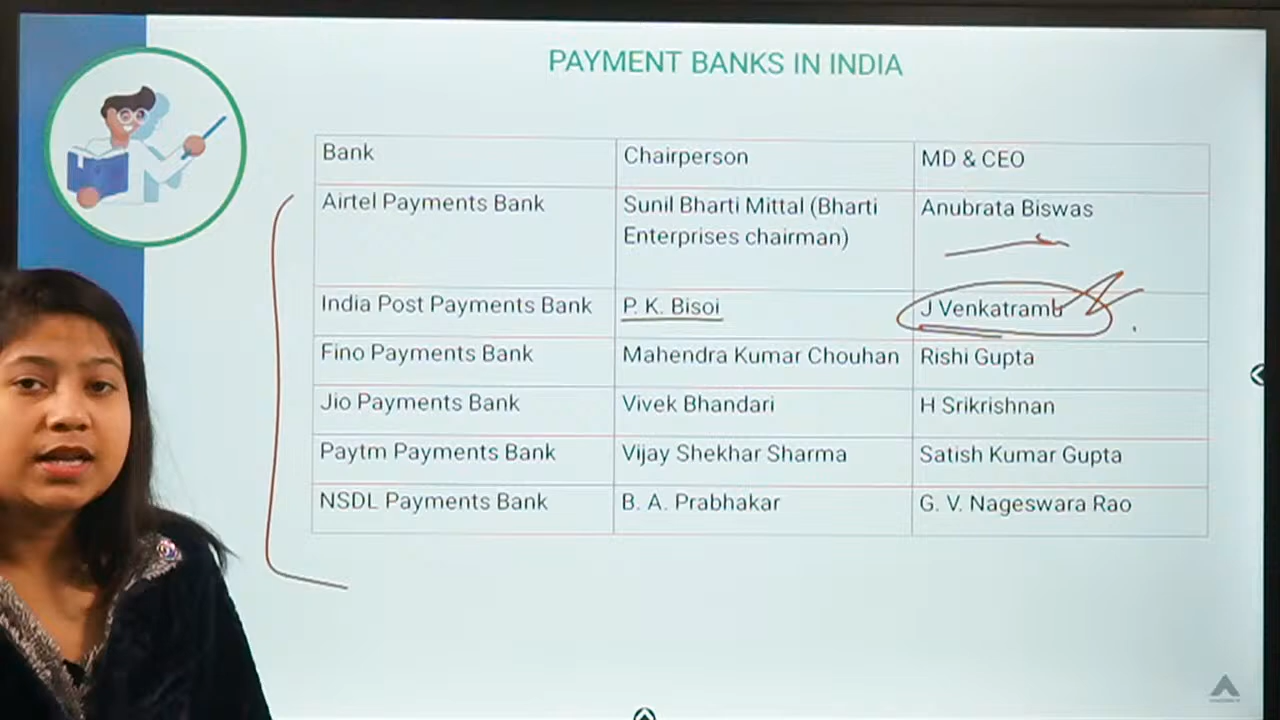 PAYMENT BANKS IN INDIA
Bank Chairperson MD & CEO
Airtel Payments Bank Sunil Bharti Mittal (Bharti Anubrata Biswas
Enterprises chairman)
India Post Payments Bank P. K. Bisoi J Venkatramu
Fino Payments Bank Mahendra Kumar Chouhan Rishi Gupta
Jio Payments Bank Vivek Bhandari H Srikrishnan
Paytm Payments Bank Vijay Shekhar Sharma Satish Kumar Gupta
NSDL Payments Bank B. A. Prabhakar G. V. Nageswara Rao